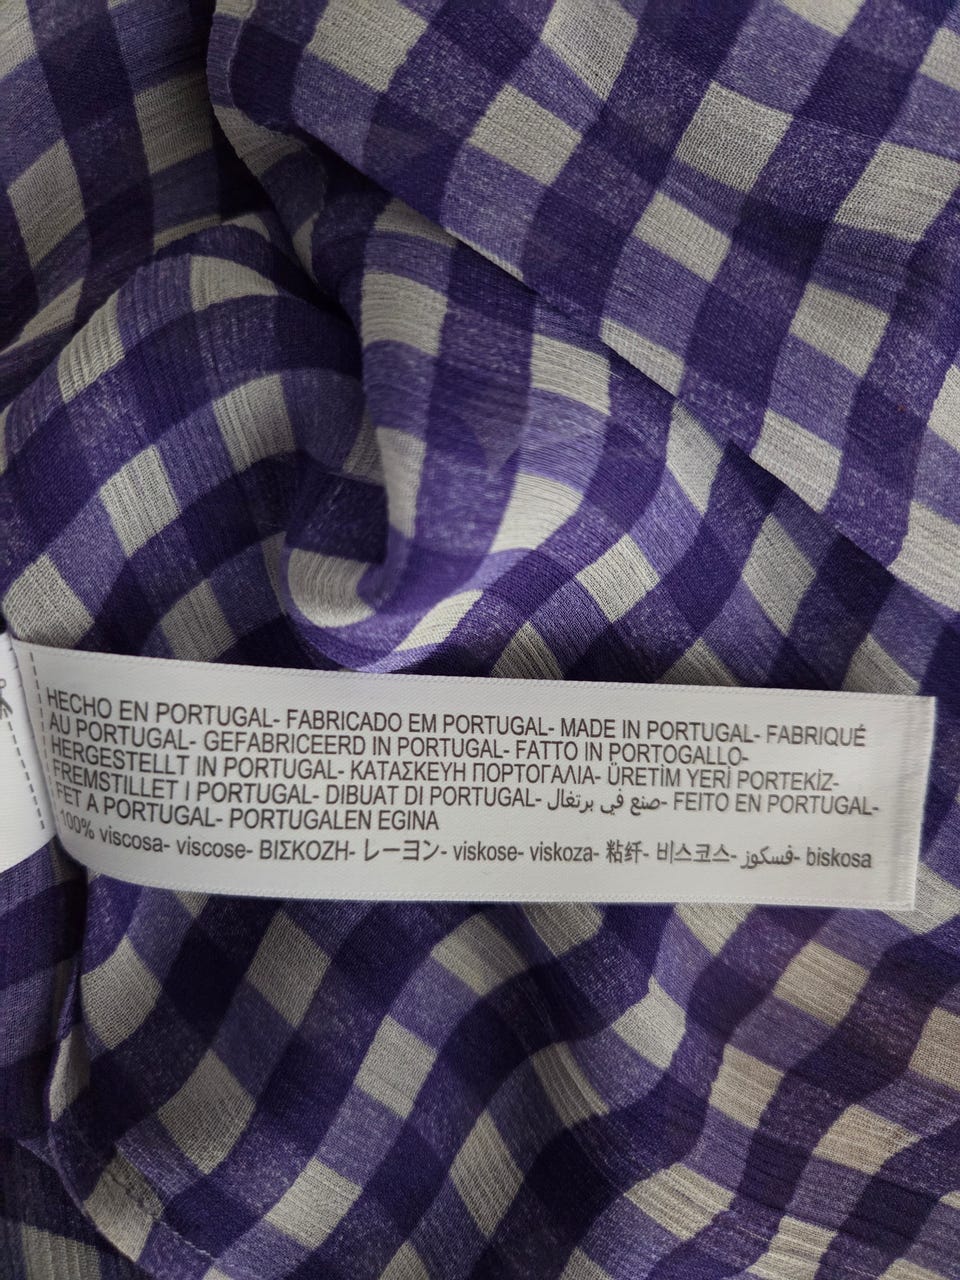 HECHO EN PORTUGAL- FABRICADO EM PORTUGAL- MADE IN PORTUGAL- FABRIQUÉ
AU PORTUGAL- GEFABRICEERD IN PORTUGAL- FATTO IN PORTOGALLO-
HERGESTELLT IN PORTUGAL- ΚΑΤΑΣΚΕΥΗ ΠΟΡΤΟΓΑΛΙΑ- ÜRETİM YERİ PORTEKİZ-
FREMSTILLET I PORTUGAL- DIBUAT DI PORTUGAL- صنع في برتغال- FEITO EN PORTUGAL-
FET A PORTUGAL- PORTUGALEN EGINA
100% viscosa- viscose- ΒΙΣΚΟΖΗ- レーヨン- viskose- viskoza- 粘纤- 비스코스- فسكوز- biskosa